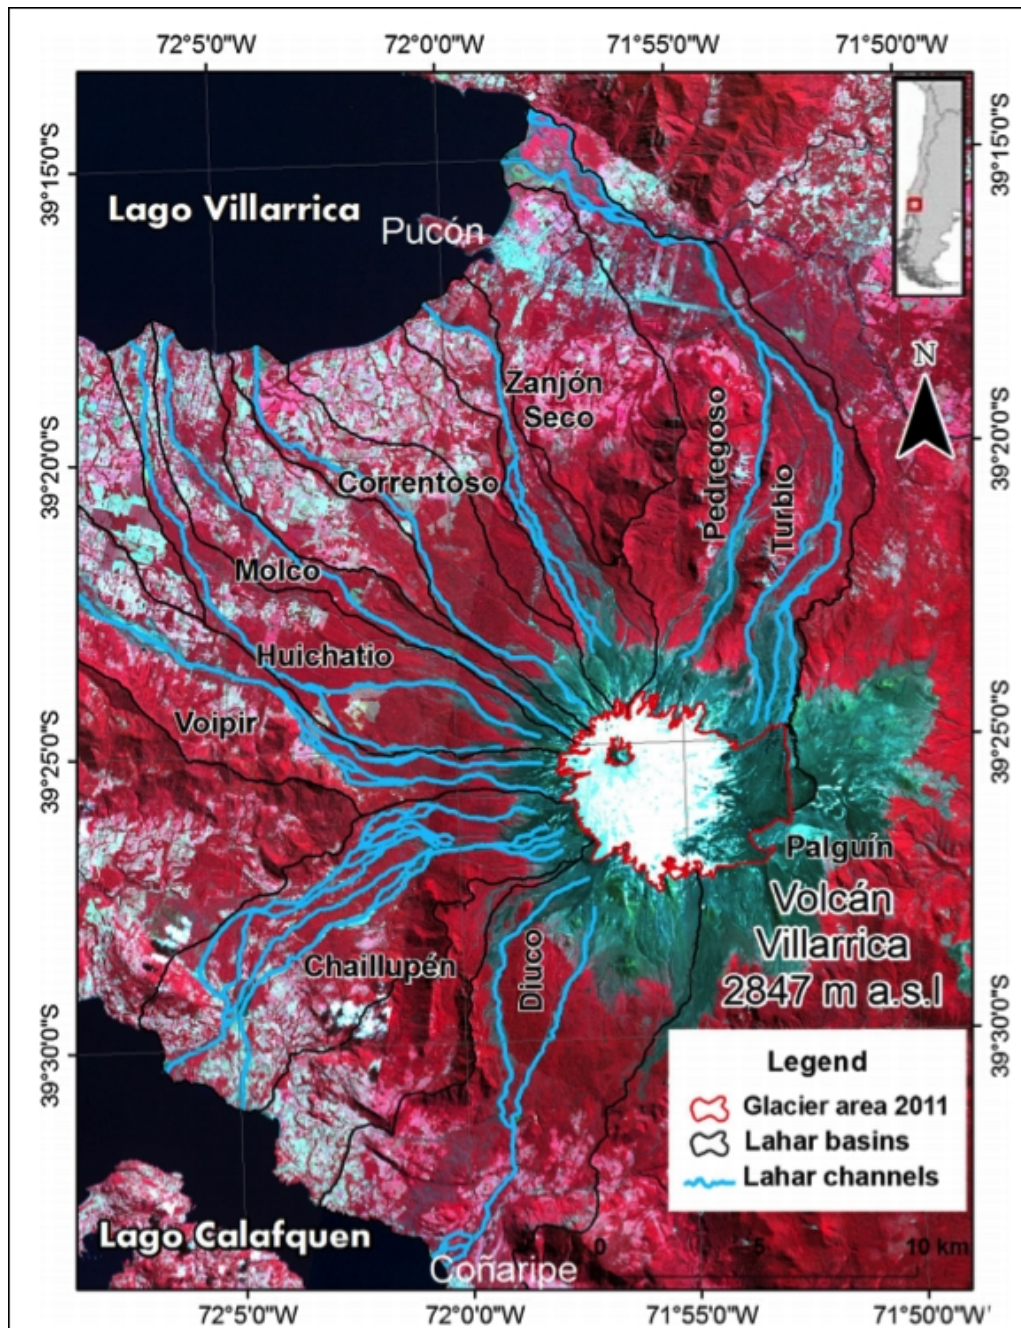 72°5'0"W 72°0'0"W 71°55'0"W 71°50'0"W
39°15'0"S
39°15'0"S
Lago Villarrica
Pucón
N
Zanjón
Seco
Pedregoso
39°20'0"S
39°20'0"S
Turbio
Correntoso
Molco
Huichatio
Voipir
39°25'0"S
39°25'0"S
Palguín
Volcán
Villarrica
2847 m a.s.l
Diuco
Chaillupén
39°30'0"S
39°30'0"S
Legend
Glacier area 2011
Lahar basins
Lahar channels
Lago Calafquen
0 5 10 km
Coñaripe
72°5'0"W 72°0'0"W 71°55'0"W 71°50'0"W